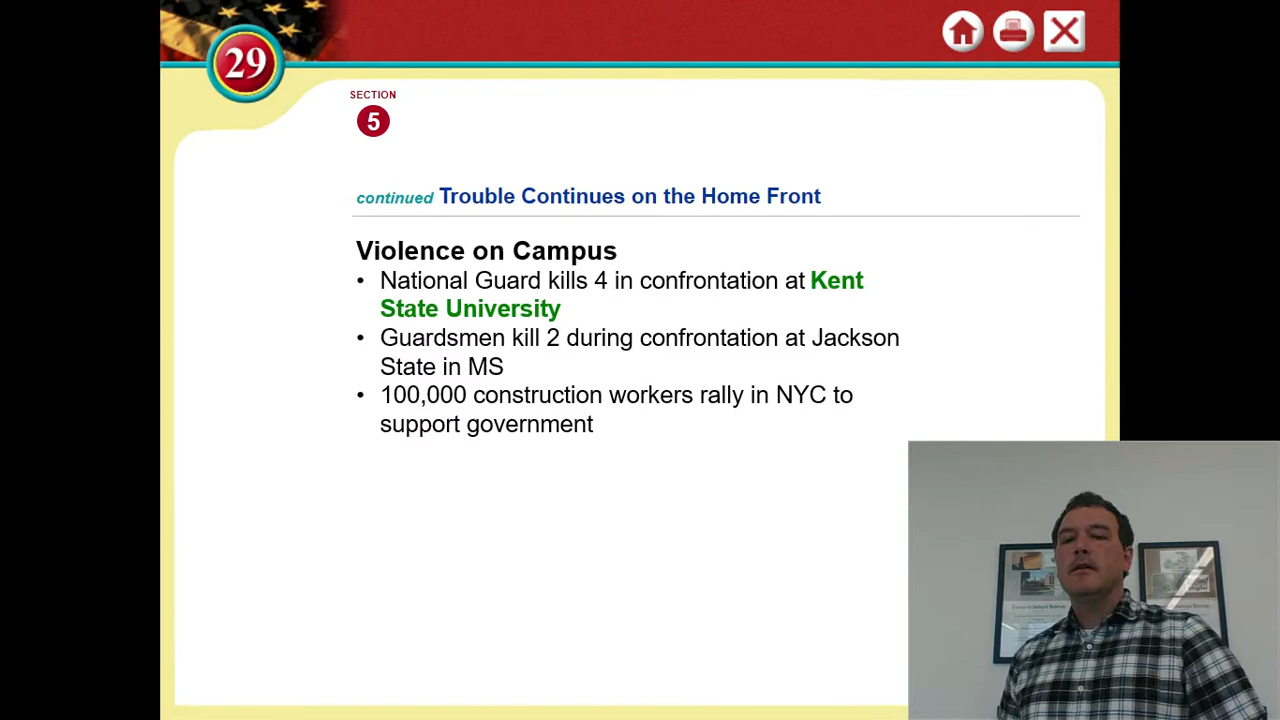 29
SECTION
5
continued Trouble Continues on the Home Front
Violence on Campus
• National Guard kills 4 in confrontation at Kent
State University
• Guardsmen kill 2 during confrontation at Jackson
State in MS
• 100,000 construction workers rally in NYC to
support government